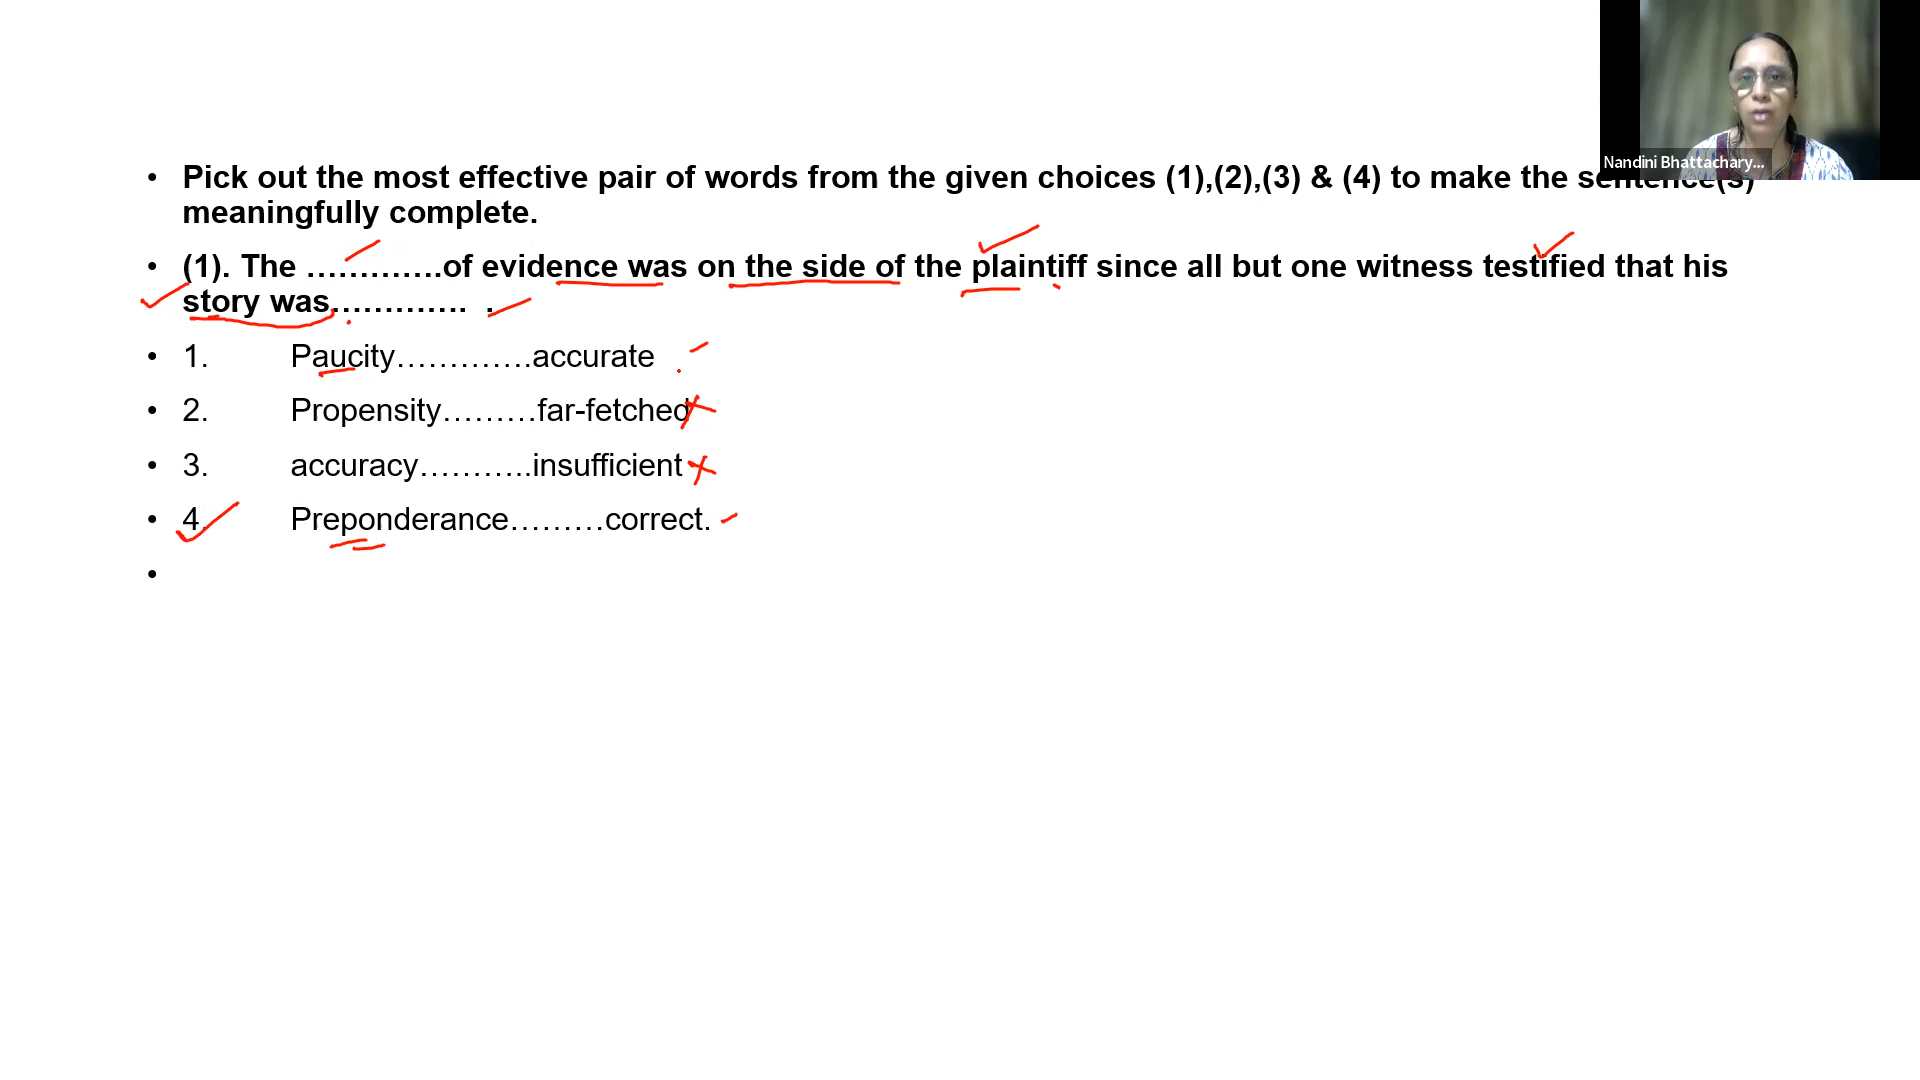 Nandini Bhattachary...
• Pick out the most effective pair of words from the given choices (1),(2),(3) & (4) to make the sentence(s)
meaningfully complete.
• (1). The ………….of evidence was on the side of the plaintiff since all but one witness testified that his
story was…………. .
• 1. Paucity………….accurate
• 2. Propensity………far-fetched
• 3. accuracy………..insufficient
• 4. Preponderance………correct.
•